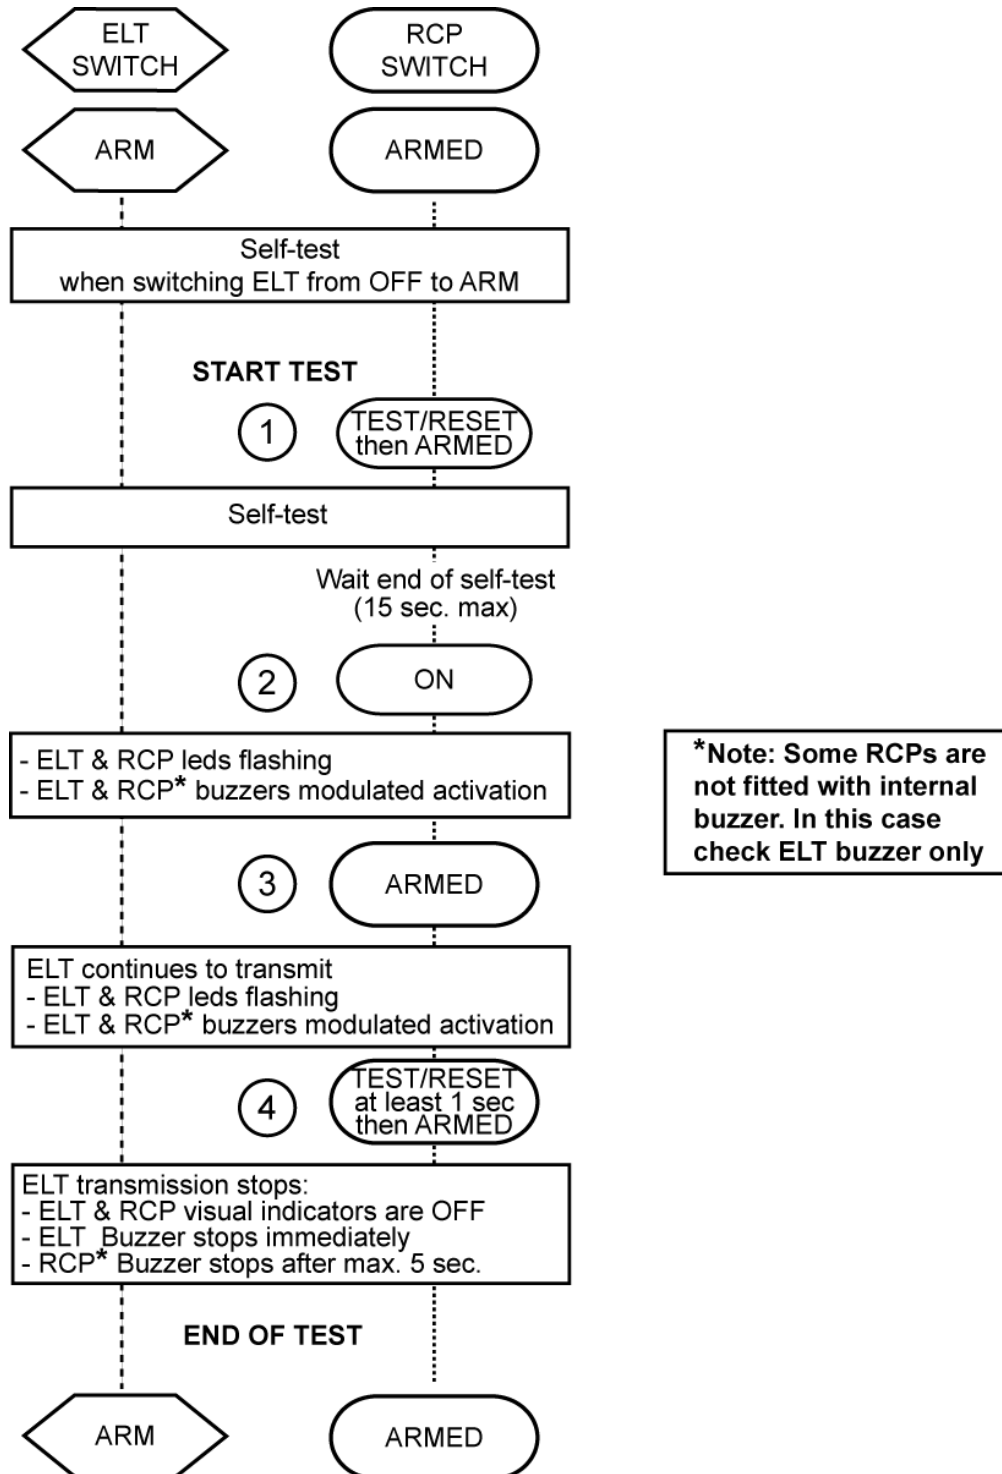 ELT
SWITCH
RCP
SWITCH
ARM
ARMED
Self-test
when switching ELT from OFF to ARM
START TEST
1
TEST/RESET
then ARMED
Self-test
Wait end of self-test
(15 sec. max)
2
ON
- ELT & RCP leds flashing
- ELT & RCP* buzzers modulated activation
*Note: Some RCPs are
not fitted with internal
buzzer. In this case
check ELT buzzer only
3
ARMED
ELT continues to transmit
- ELT & RCP leds flashing
- ELT & RCP* buzzers modulated activation
4
TEST/RESET
at least 1 sec
then ARMED
ELT transmission stops:
- ELT & RCP visual indicators are OFF
- ELT  Buzzer stops immediately
- RCP* Buzzer stops after max. 5 sec.
END OF TEST
ARM
ARMED